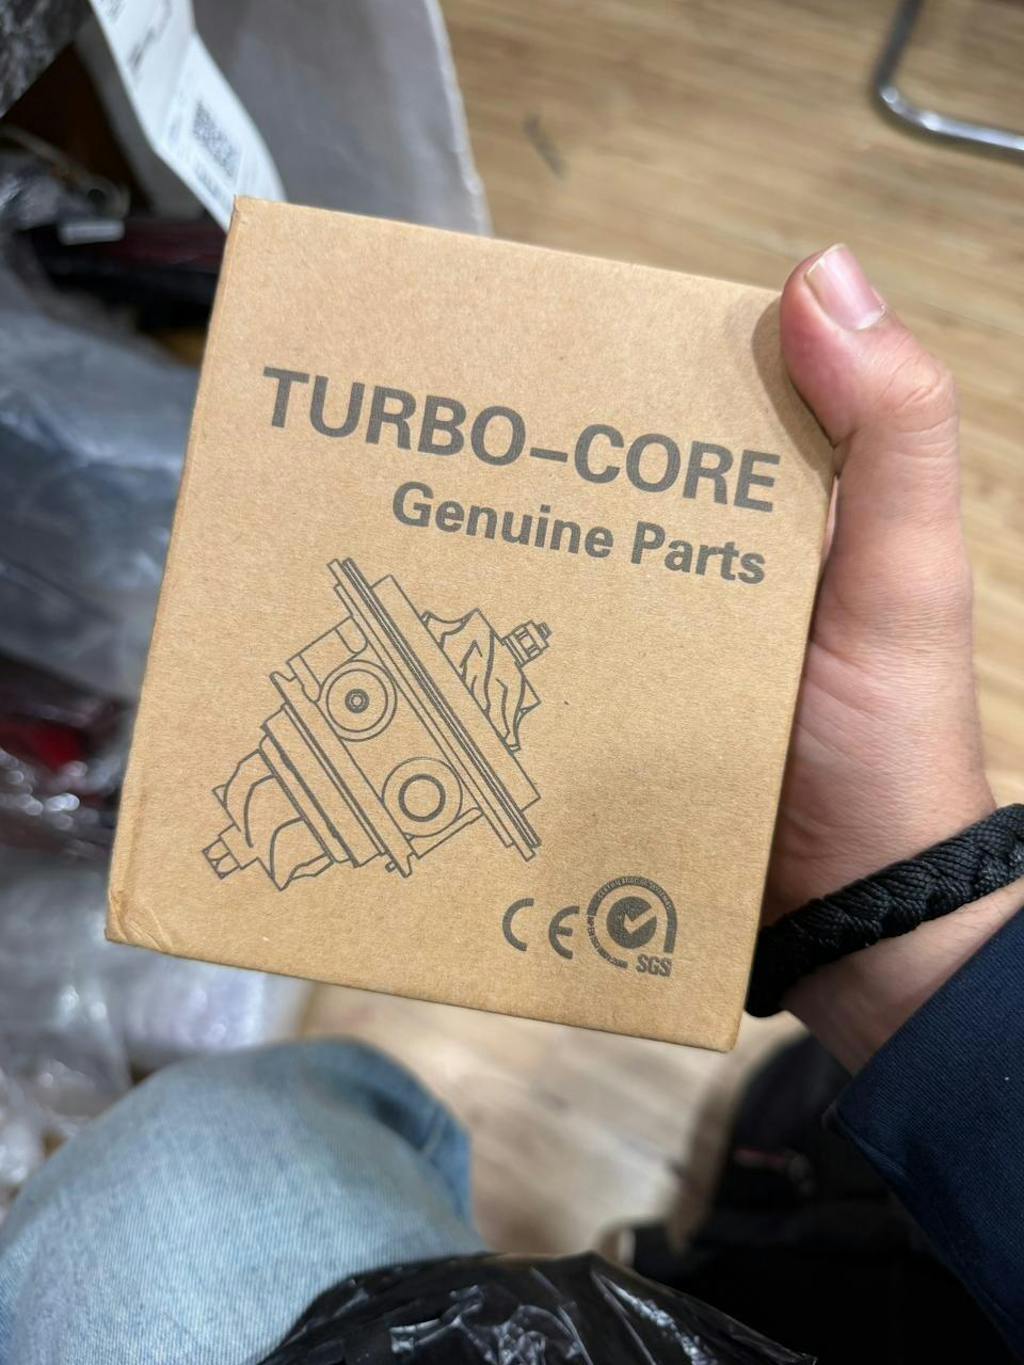 TURBO-CORE
Genuine Parts
CE
SGS